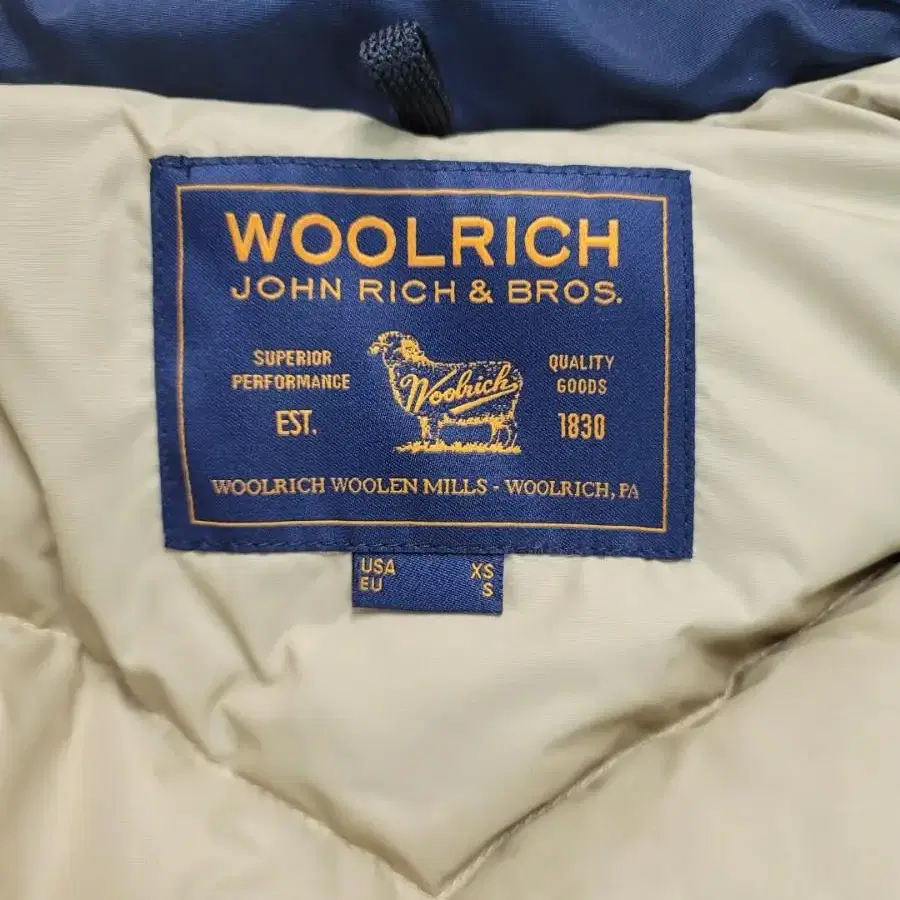 WOOLRICH
JOHN RICH & BROS.
SUPERIOR
PERFORMANCE
EST.
Woolrich
QUALITY
GOODS
1830
WOOLRICH WOOLEN MILLS - WOOLRICH, PA
USA XS
EU S